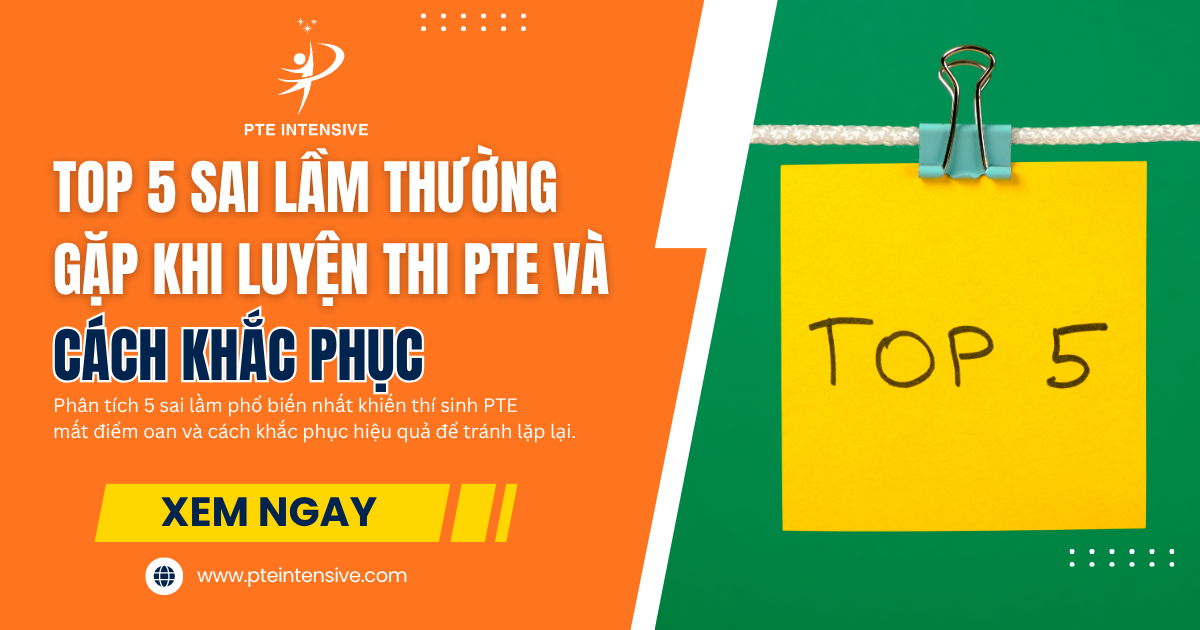 PTE INTENSIVE
TOP 5 SAI LẦM THƯỜNG
GẶP KHI LUYỆN THI PTE VÀ
CÁCH KHẮC PHỤC
Phân tích 5 sai lầm phổ biến nhất khiến thí sinh PTE
mất điểm oan và cách khắc phục hiệu quả để tránh lặp lại.
XEM NGAY
www.pteintensive.com
TOP 5